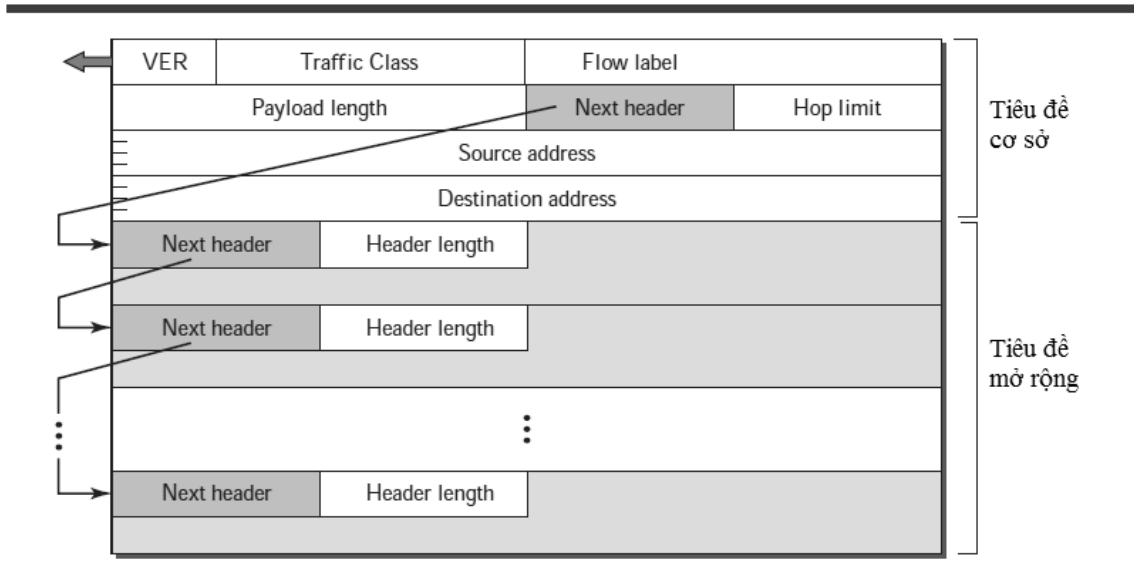 VER Traffic Class Flow label
Payload length Next header Hop limit
Source address
Destination address
Tiêu đề
cơ sở
Next header Header length
Next header Header length
Tiêu đề
mở rộng
Next header Header length